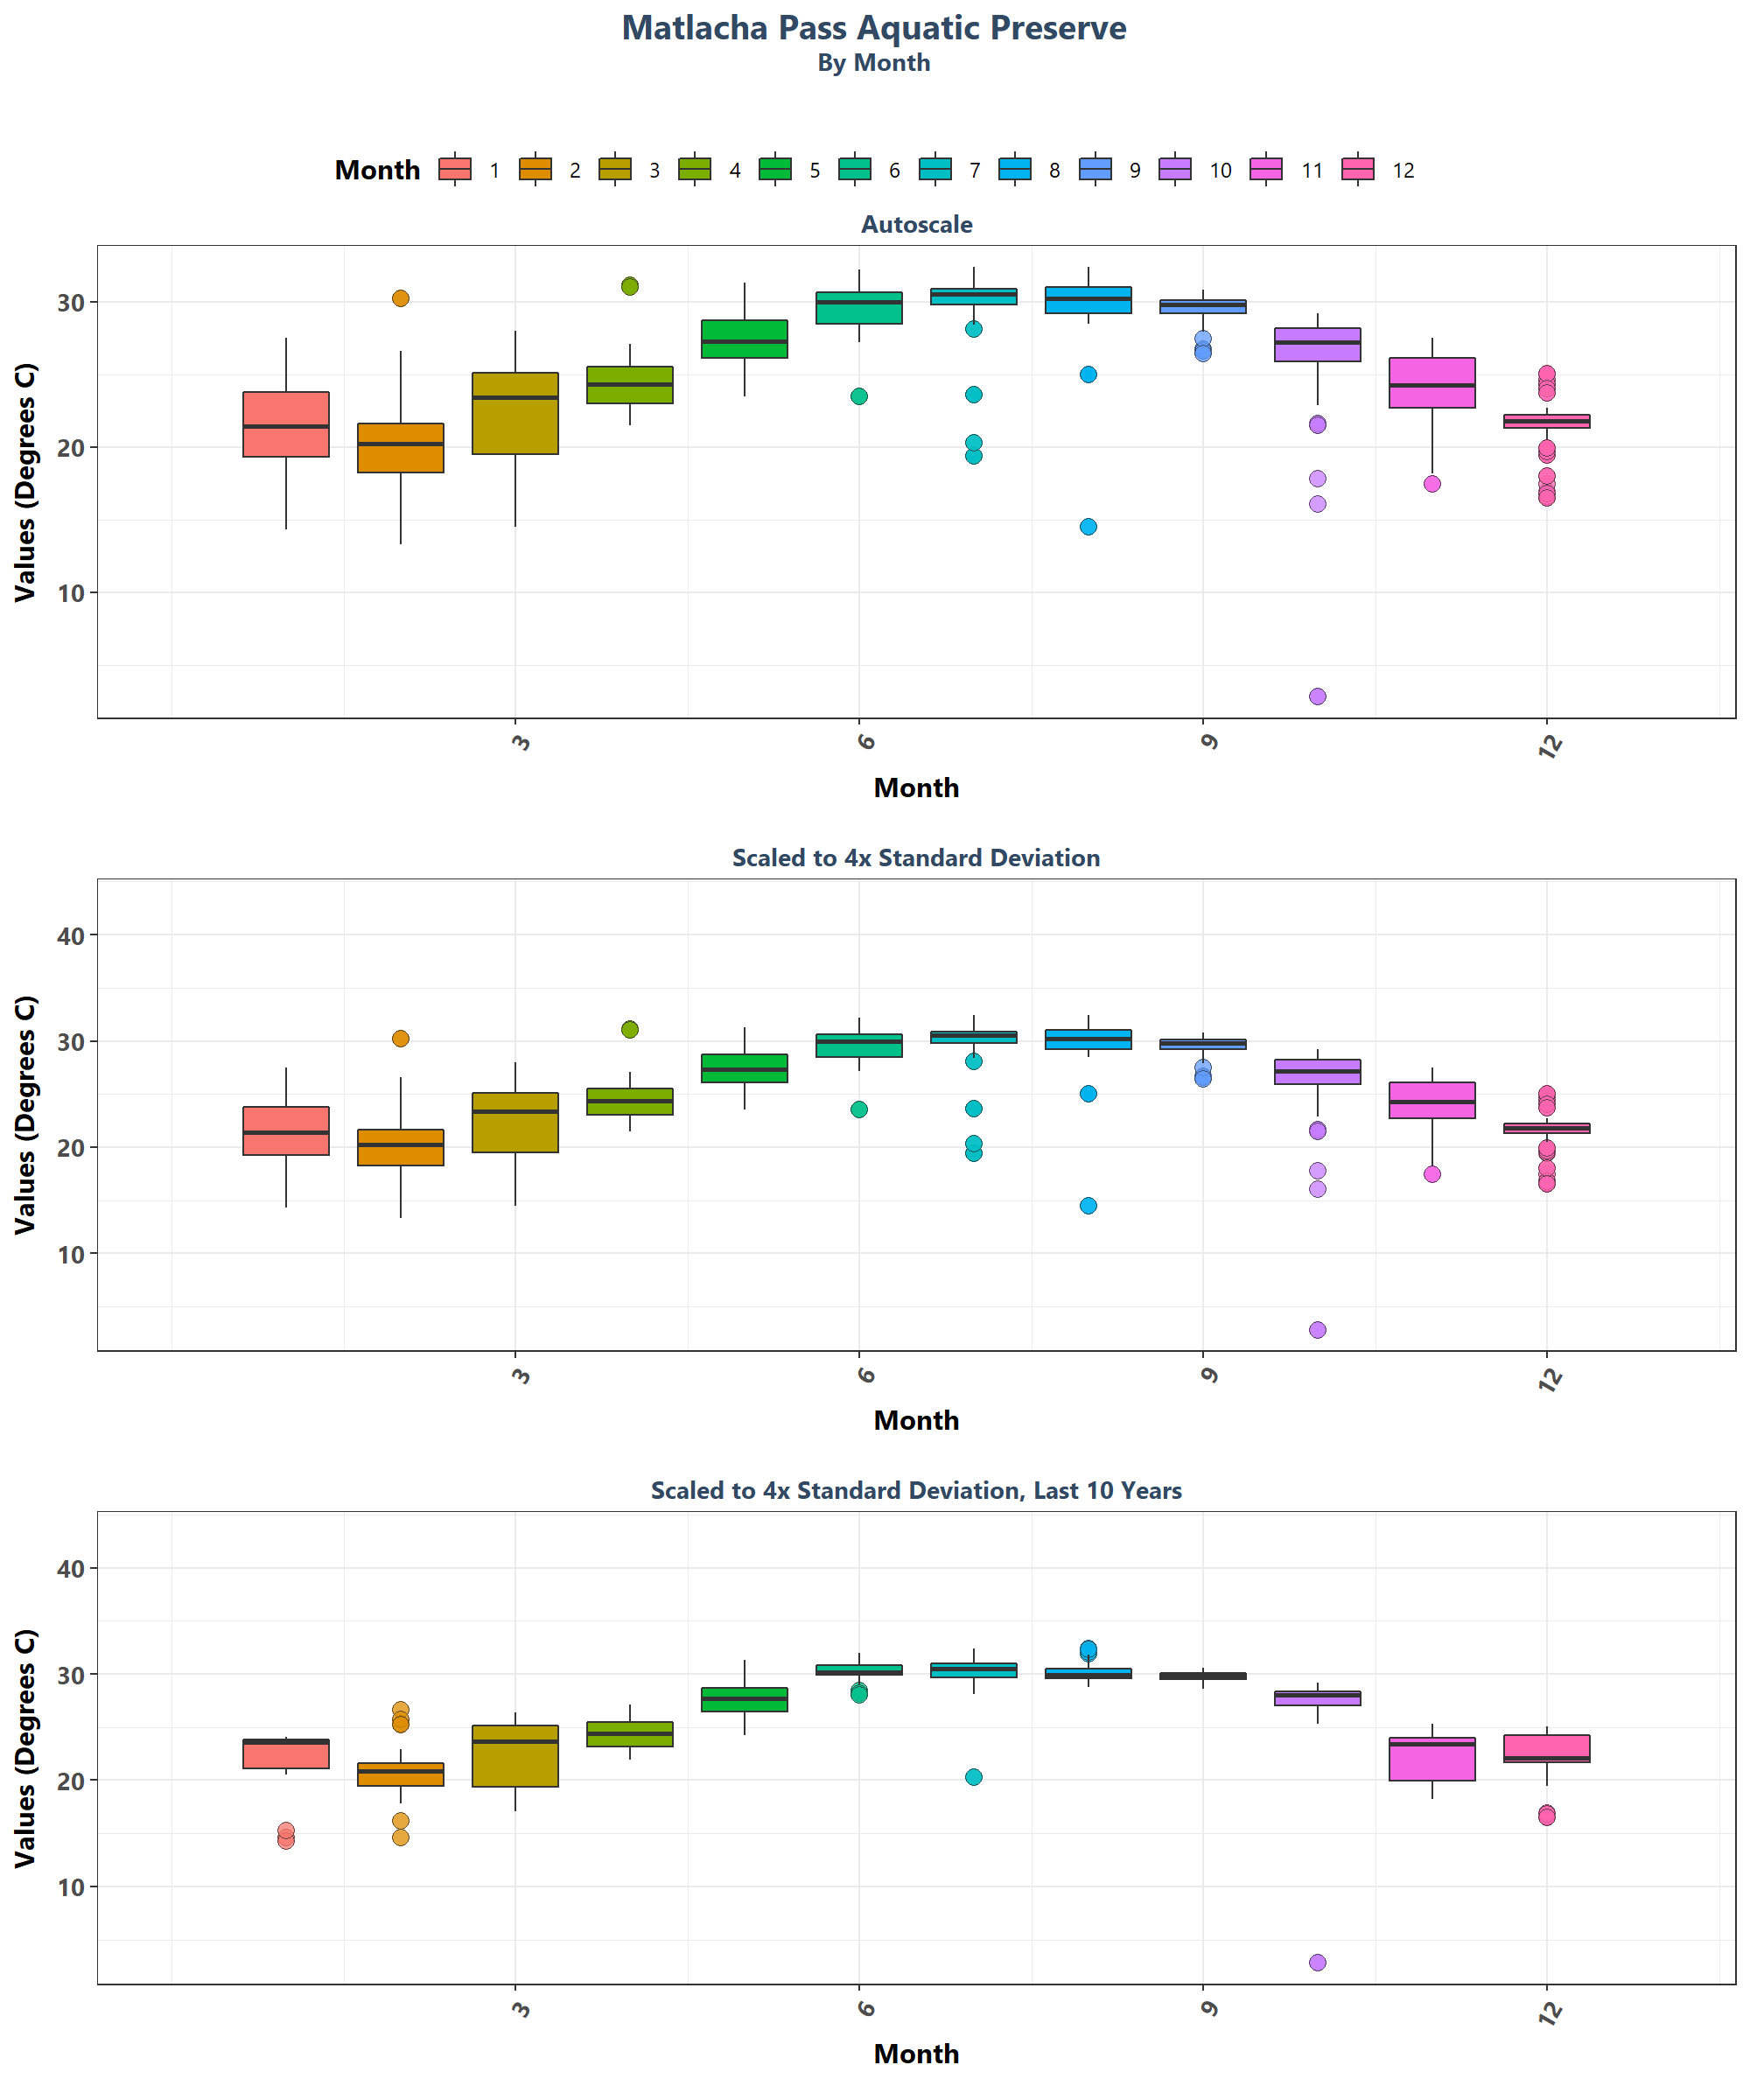 Matlacha Pass Aquatic Preserve
By Month
Month 1 2 3 4 5 6 7 8 9 10 11 12
Autoscale
Values (Degrees C)
30
20
10
3 6 9 12
Month
Scaled to 4x Standard Deviation
Values (Degrees C)
40
30
20
10
3 6 9 12
Month
Scaled to 4x Standard Deviation, Last 10 Years
Values (Degrees C)
40
30
20
10
3 6 9 12
Month